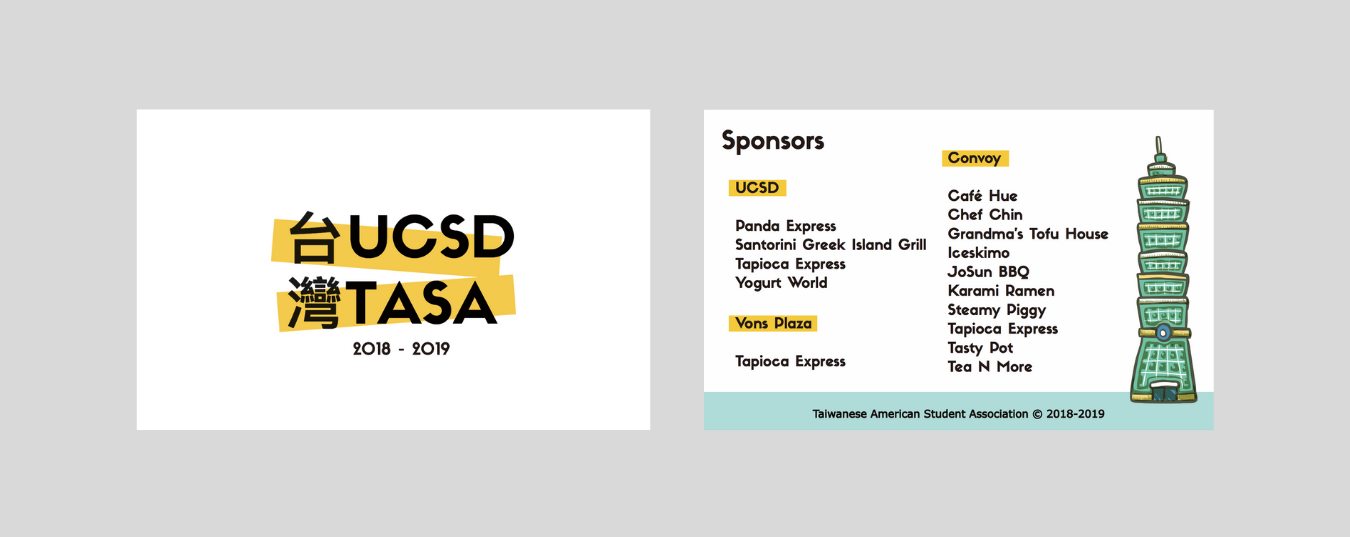 台UCSD
灣TASA
2018 - 2019
Sponsors
UCSD
Panda Express
Santorini Greek Island Grill
Tapioca Express
Yogurt World
Vons Plaza
Tapioca Express
Convoy
Café Hue
Chef Chin
Grandma's Tofu House
Iceskimo
JoSun BBQ
Karami Ramen
Steamy Piggy
Tapioca Express
Tasty Pot
Tea N More
Taiwanese American Student Association © 2018-2019